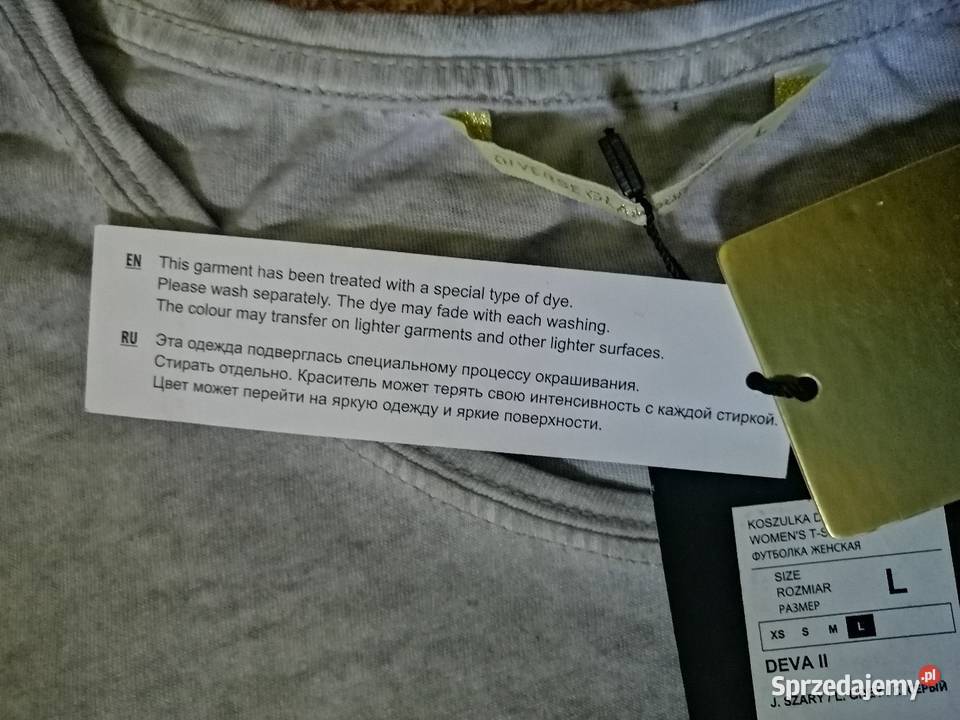 DIVERSE
L
EN This garment has been treated with a special type of dye.
Please wash separately. The dye may fade with each washing.
The colour may transfer on lighter garments and other lighter surfaces.
RU Эта одежда подверглась специальному процессу окрашивания.
Стирать отдельно. Краситель может терять свою интенсивность с каждой стиркой.
Цвет может перейти на яркую одежду и яркие поверхности.
KOSZULKA D
WOMEN'S T-S
ФУТБОЛКА ЖЕНСКАЯ
SIZE
ROZMIAR
РАЗМЕР
L
XS S M L
DEVA II
J. SZARY /
Sprzedajemy.pl